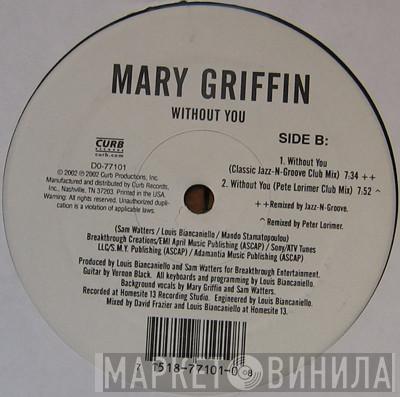 MARY GRIFFIN
WITHOUT YOU
SIDE B:
CURB
RECORDS
curb.com
D0-77101
℗ 2002 © 2002 Curb Productions, Inc.
Manufactured and distributed by Curb Records,
Inc., Nashville, TN 37203. Printed in the USA.
Warning: All rights reserved. Unauthorized dupli-
cation is a violation of applicable laws.
1. Without You
(Classic Jazz-N-Groove Club Mix) 7:34 ++
2. Without You (Pete Lorimer Club Mix) 7:52 ^
++Remixed by Jazz-N-Groove.
^ Remixed by Peter Lorimer.
(Sam Watters / Louis Biancaniello / Mando Stamatopoulou)
Breakthrough Creations/EMI April Music Publishing (ASCAP) / Sony/ATV Tunes
LLC/S.M.Y. Publishing (ASCAP) / Adamantia Music Publishing (ASCAP)
Produced by Louis Biancaniello and Sam Watters for Breakthrough Entertainment.
Guitar by Vernon Black. All keyboards and programming by Louis Biancaniello.
Background vocals by Mary Griffin and Sam Watters.
Recorded at Homesite 13 Recording Studio. Engineered by Louis Biancaniello.
Mixed by David Frazier and Louis Biancaniello at Homesite 13.
7 1518-77101-0 8
МАРКЕТ ВИНИЛА